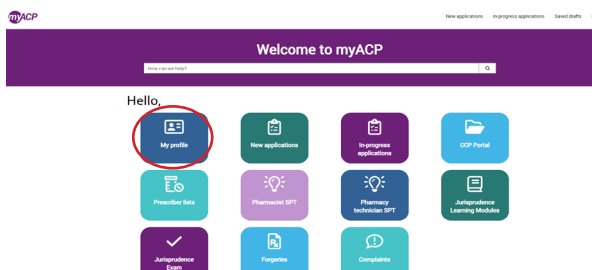 myACP
New applications In-progress applications Saved drafts
Welcome to myACP
How can we help?
Hello,
My profile
New applications
In-progress
applications
CCP Portal
Prescriber lists
Pharmacist SPT
Pharmacy
technician SPT
Jurisprudence
Learning Modules
Jurisprudence
Exam
Forgeries
Complaints